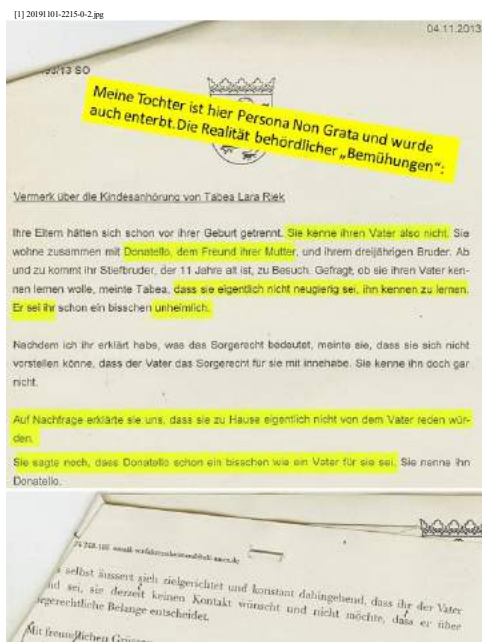 [1] 20191101-2215-0-2.jpg
04.11.2013
/13 SO
Meine Tochter ist hier Persona Non Grata und wurde
auch enterbt.Die Realität behördlicher „Bemühungen“:
Vermerk über die Kindesanhörung von Tabea Lara Riek
Ihre Eltern hätten sich schon vor ihrer Geburt getrennt. Sie kenne ihren Vater also nicht. Sie
wohne zusammen mit Donatello, dem Freund ihrer Mutter, und ihrem dreijährigen Bruder. Ab
und zu kommt ihr Stiefbruder, der 11 Jahre alt ist, zu Besuch. Gefragt, ob sie ihren Vater ken-
nen lernen wolle, meinte Tabea, dass sie eigentlich nicht neugierig sei, ihn kennen zu lernen.
Er sei ihr schon ein bisschen unheimlich.
Nachdem ich ihr erklärt habe, was das Sorgerecht bedeutet, meinte sie, dass sie sich nicht
vorstellen könne, dass der Vater das Sorgerecht für sie mit innehabe. Sie kenne ihn doch gar
nicht.
Auf Nachfrage erklärte sie uns, dass sie zu Hause eigentlich nicht von dem Vater reden wür-
den.
Sie sagte noch, dass Donatello schon ein bisschen wie ein Vater für sie sei. Sie nenne ihn
Donatello.
selbst äussert sich zielgerichtet und konstant dahingehend, dass ihr der Vater
sei, sie derzeit keinen Kontakt wünscht und nicht möchte, dass er über
sorgerechtliche Belange entscheidet.
Mit freundlichen